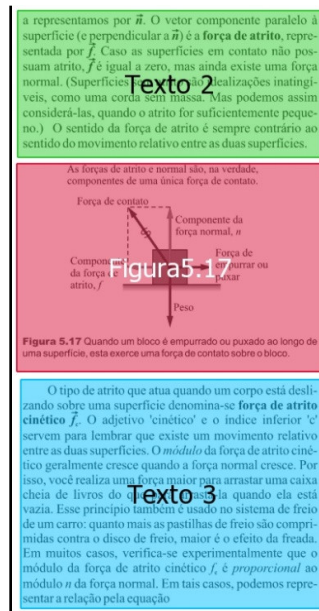 a representamos por n⃗. O vetor componente paralelo à
superfície (e perpendicular a n⃗) é a força de atrito, repre-
sentada por f⃗. Caso as superfícies em contato não pos-
suam atrito, f⃗ é igual a zero, mas ainda existe uma força
normal. (Superfícies sem idealizações inatingí-
veis, como uma corda sem massa. Mas podemos assim
considerá-las, quando o atrito for suficientemente peque-
no.) O sentido da força de atrito é sempre contrário ao
sentido do movimento relativo entre as duas superfícies.
Texto 2
As forças de atrito e normal são, na verdade,
componentes de uma única força de contato.
Força de contato
Componente da
força normal, n
Componente
da força de
atrito, f
Força de
empurrar ou
puxar
Peso
Figura5.17
Figura 5.17 Quando um bloco é empurrado ou puxado ao longo de
uma superfície, esta exerce uma força de contato sobre o bloco.
O tipo de atrito que atua quando um corpo está desli-
zando sobre uma superfície denomina-se força de atrito
cinético f⃗c. O adjetivo 'cinético' e o índice inferior 'c'
servem para lembrar que existe um movimento relativo
entre as duas superfícies. O módulo da força de atrito ciné-
tico geralmente cresce quando a força normal cresce. Por
isso, você realiza uma força maior para arrastar uma caixa
cheia de livros do que quando ela está
vazia. Esse princípio também é usado no sistema de freio
de um carro: quanto mais as pastilhas de freio são compri-
midas contra o disco de freio, maior é o efeito da freada.
Em muitos casos, verifica-se experimentalmente que o
módulo da força de atrito cinético fc é proporcional ao
módulo n da força normal. Em tais casos, podemos repre-
sentar a relação pela equação
Texto 3